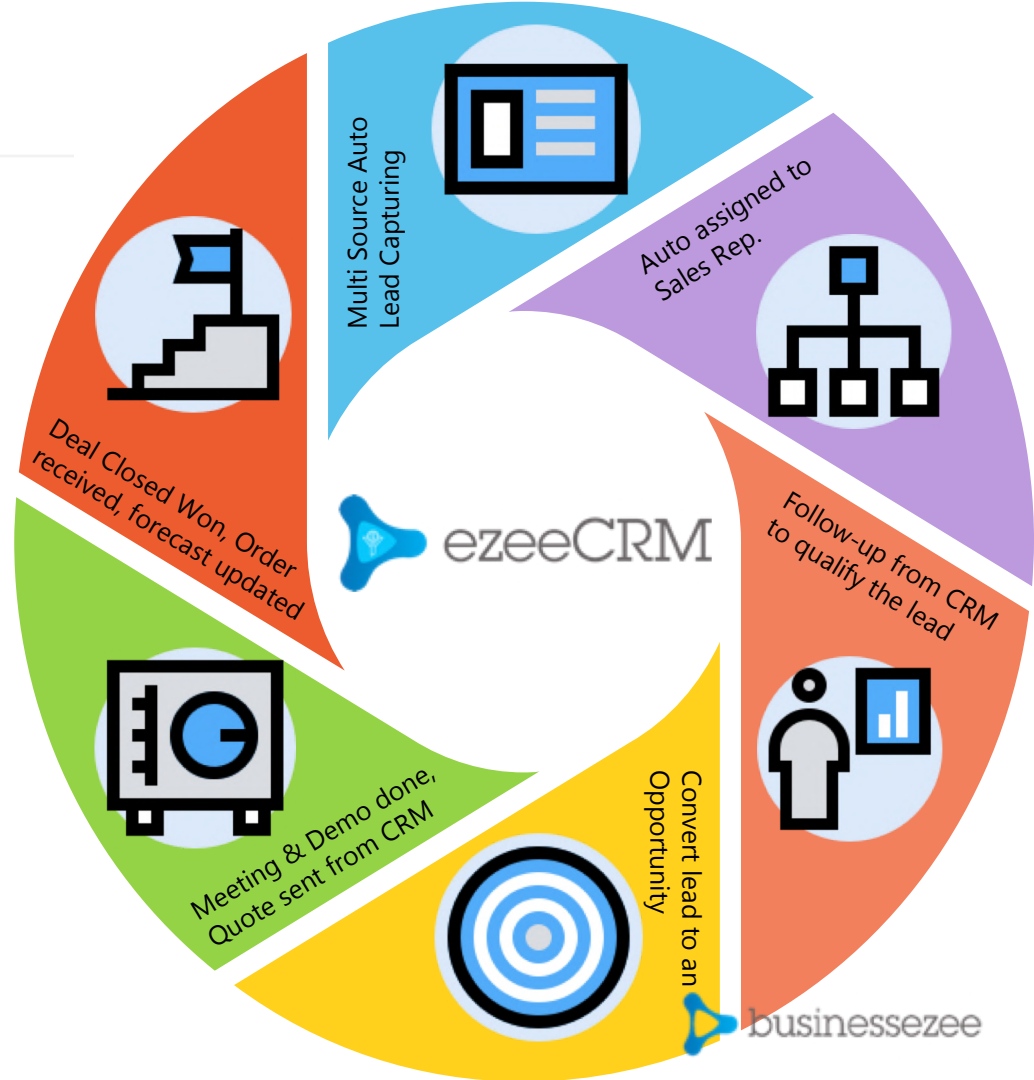 Multi Source Auto
Lead Capturing
Auto assigned to
Sales Rep.
Follow-up from CRM
to qualify the lead
Convert lead to an
Opportunity
Meeting & Demo done,
Quote sent from CRM
Deal Closed Won, Order
received, forecast updated
ezeeCRM
businessezee